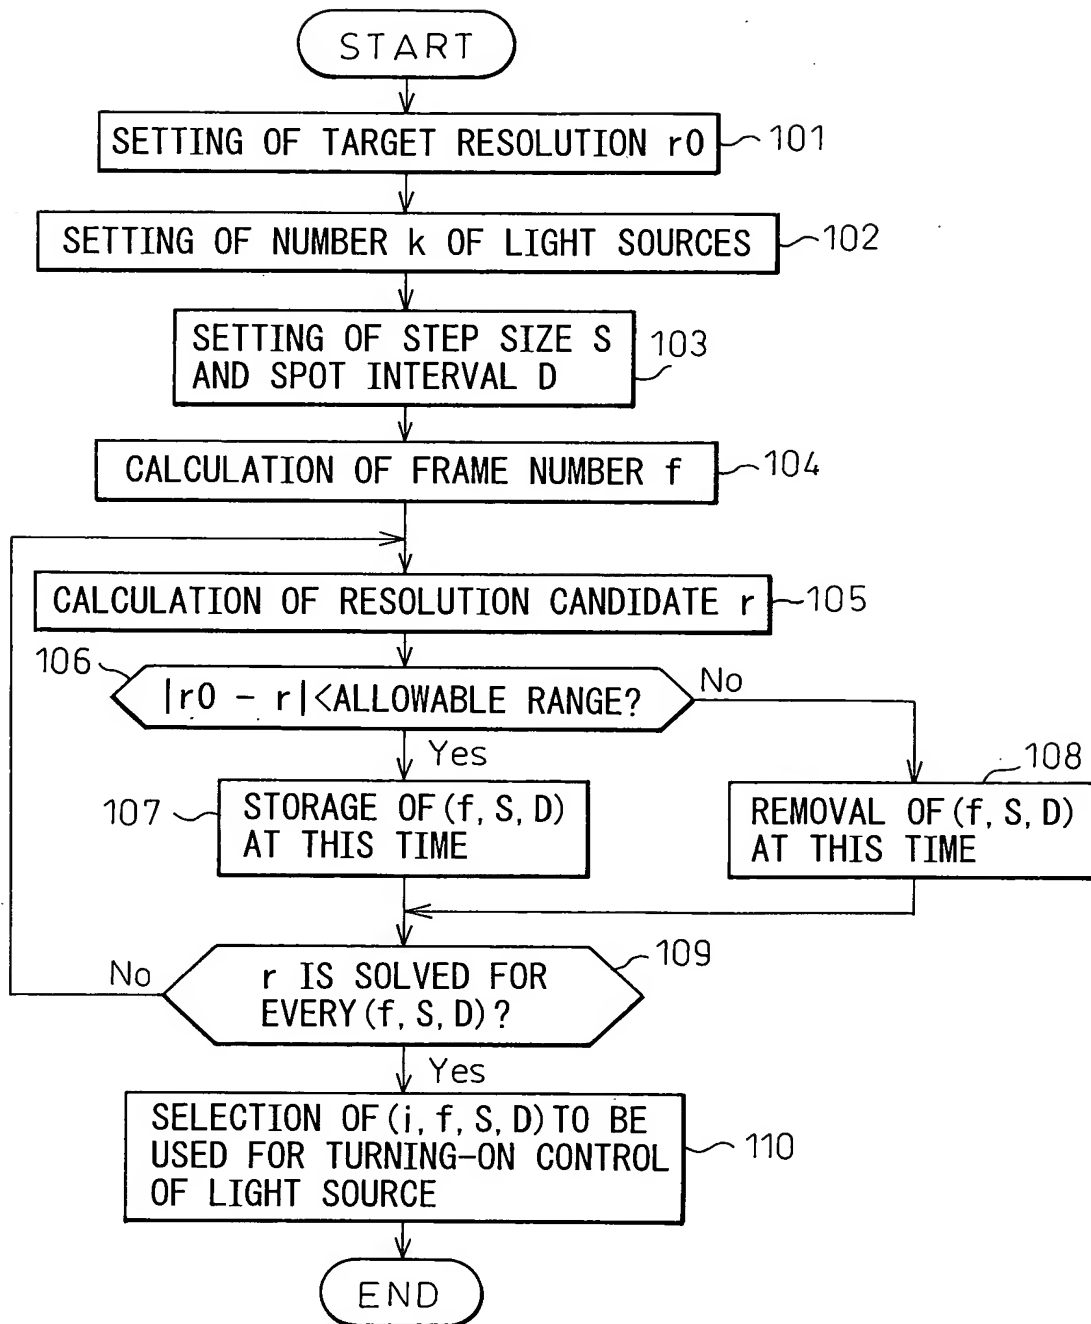 START
SETTING OF TARGET RESOLUTION r0
101
SETTING OF NUMBER k OF LIGHT SOURCES
102
SETTING OF STEP SIZE S
AND SPOT INTERVAL D
103
CALCULATION OF FRAME NUMBER f
104
CALCULATION OF RESOLUTION CANDIDATE r
105
106
|r0 - r|<ALLOWABLE RANGE?
No
Yes
107
STORAGE OF(f, S, D)
AT THIS TIME
108
REMOVAL OF(f, S, D)
AT THIS TIME
109
r IS SOLVED FOR
EVERY(f, S, D)?
No
Yes
SELECTION OF(i, f, S, D)TO BE
USED FOR TURNING-ON CONTROL
OF LIGHT SOURCE
110
END